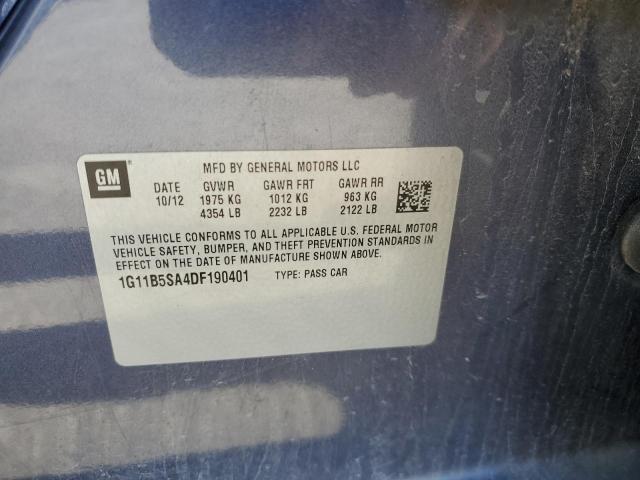 GM
MFD BY GENERAL MOTORS LLC
DATE GVWR GAWR FRT GAWR RR
10/12 1975 KG 1012 KG 963 KG
4354 LB 2232 LB 2122 LB
THIS VEHICLE CONFORMS TO ALL APPLICABLE U.S. FEDERAL MOTOR
VEHICLE SAFETY, BUMPER, AND THEFT PREVENTION STANDARDS IN
EFFECT ON THE DATE OF MANUFACTURE SHOWN ABOVE.
1G11B5SA4DF190401 TYPE: PASS CAR